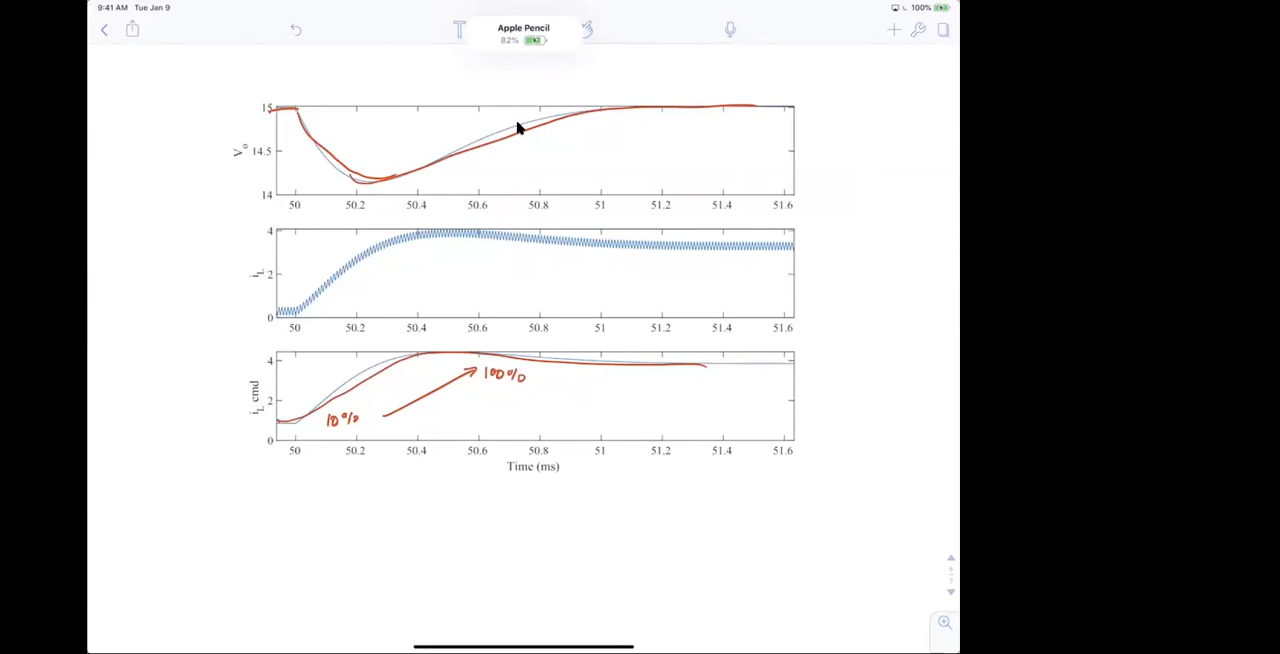 9:41 AM Tue Jan 9
100%
T
Apple Pencil
82%
15
14.5
14
Vo
50 50.2 50.4 50.6 50.8 51 51.2 51.4 51.6
4
2
0
iL
50 50.2 50.4 50.6 50.8 51 51.2 51.4 51.6
4
2
0
iL cmd
100%
10%
50 50.2 50.4 50.6 50.8 51 51.2 51.4 51.6
Time (ms)